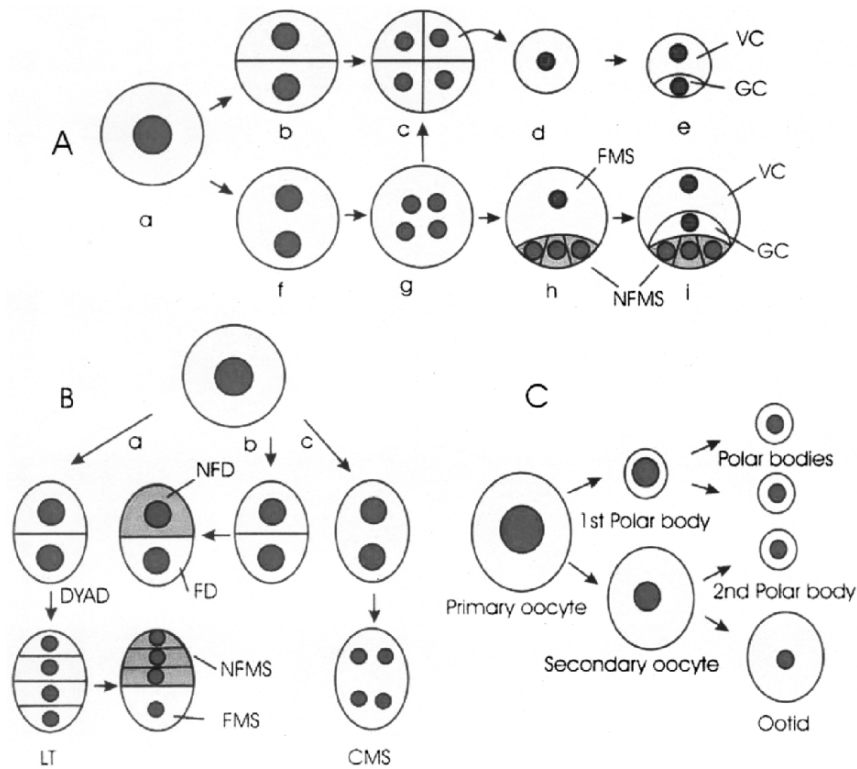 A
a
b
c
d
e
VC
GC
f
g
h
i
FMS
NFMS
VC
GC
B
a
b
c
NFD
FD
DYAD
NFMS
FMS
LT
CMS
C
Primary oocyte
1st Polar body
Polar bodies
Secondary oocyte
2nd Polar body
Ootid